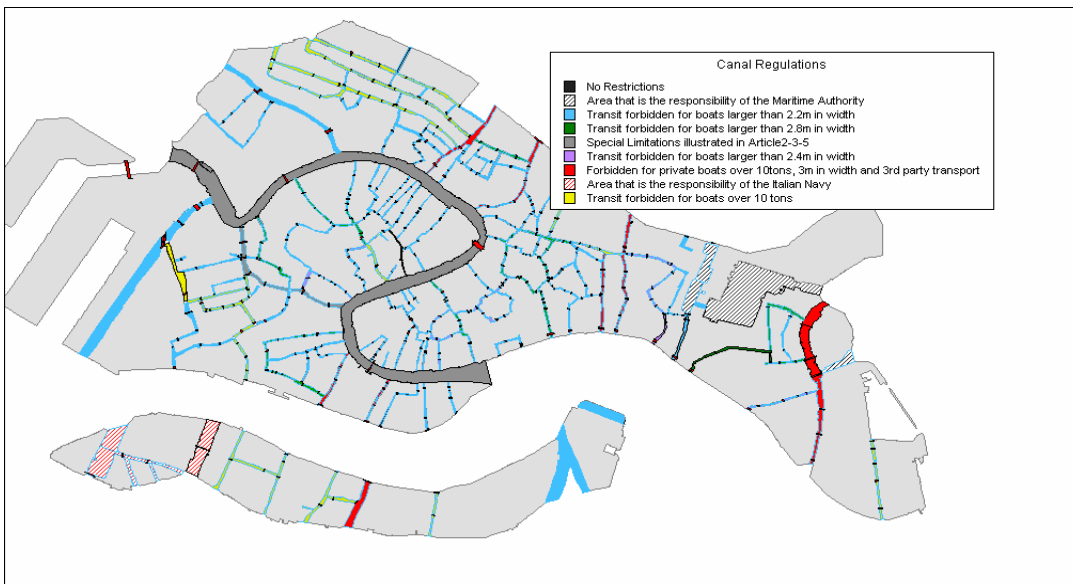 Canal Regulations
No Restrictions
Area that is the responsibility of the Maritime Authority
Transit forbidden for boats larger than 2.2m in width
Transit forbidden for boats larger than 2.8m in width
Special Limitations illustrated in Article2-3-5
Transit forbidden for boats larger than 2.4m in width
Forbidden for private boats over 10tons, 3m in width and 3rd party transport
Area that is the responsibility of the Italian Navy
Transit forbidden for boats over 10 tons